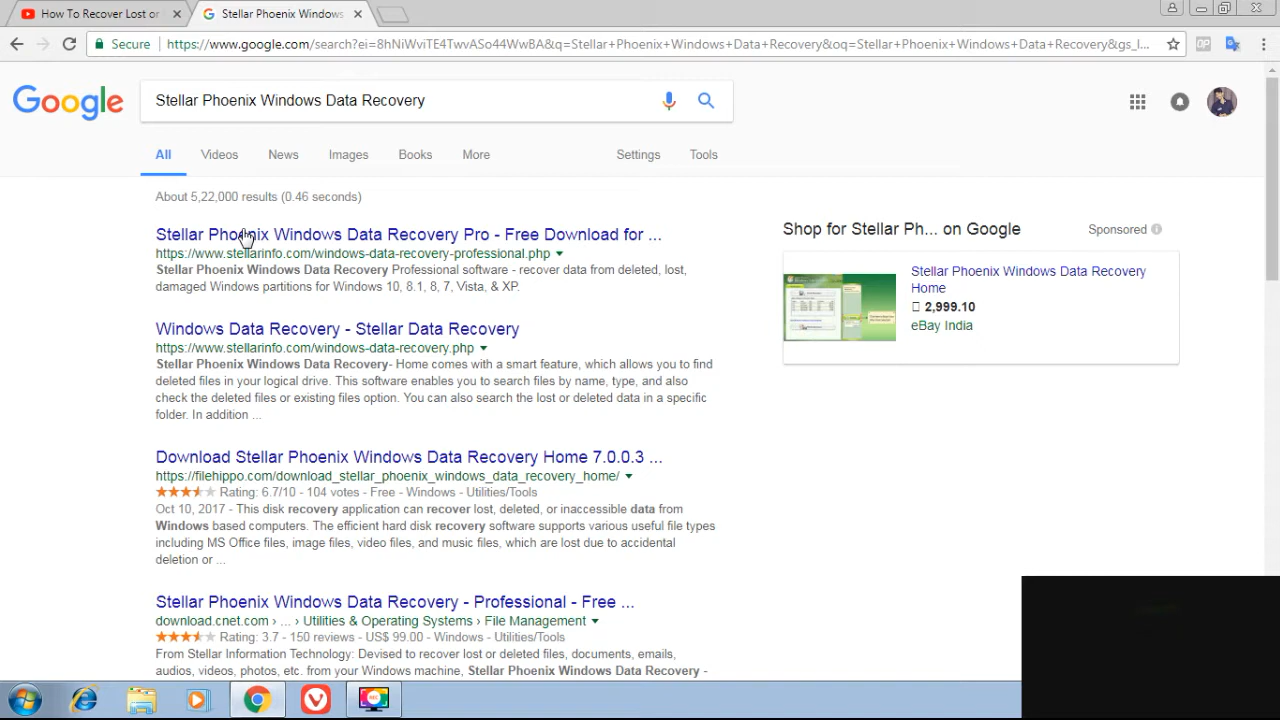 How To Recover Lost or
Stellar Phoenix Windows
Secure
https://www.google.com/search?ei=8hNiWviTE4TwvASo44WwBA&q=Stellar+Phoenix+Windows+Data+Recovery&oq=Stellar+Phoenix+Windows+Data+Recovery&gs_l...
Google
Stellar Phoenix Windows Data Recovery
All
Videos
News
Images
Books
More
Settings
Tools
About 5,22,000 results (0.46 seconds)
Stellar Phoenix Windows Data Recovery Pro - Free Download for ...
https://www.stellarinfo.com/windows-data-recovery-professional.php
Stellar Phoenix Windows Data Recovery Professional software - recover data from deleted, lost,
damaged Windows partitions for Windows 10, 8.1, 8, 7, Vista, & XP.
Windows Data Recovery - Stellar Data Recovery
https://www.stellarinfo.com/windows-data-recovery.php
Stellar Phoenix Windows Data Recovery- Home comes with a smart feature, which allows you to find
deleted files in your logical drive. This software enables you to search files by name, type, and also
check the deleted files or existing files option. You can also search the lost or deleted data in a specific
folder. In addition ...
Download Stellar Phoenix Windows Data Recovery Home 7.0.0.3 ...
https://filehippo.com/download_stellar_phoenix_windows_data_recovery_home/
Rating: 6.7/10 - 104 votes - Free - Windows - Utilities/Tools
Oct 10, 2017 - This disk recovery application can recover lost, deleted, or inaccessible data from
Windows based computers. The efficient hard disk recovery software supports various useful file types
including MS Office files, image files, video files, and music files, which are lost due to accidental
deletion or ...
Stellar Phoenix Windows Data Recovery - Professional - Free ...
download.cnet.com › ... › Utilities & Operating Systems › File Management
Rating: 3.7 - 150 reviews - US$ 99.00 - Windows - Utilities/Tools
From Stellar Information Technology: Devised to recover lost or deleted files, documents, emails,
audios, videos, photos, etc. from your Windows machine, Stellar Phoenix Windows Data Recovery -
Shop for Stellar Ph... on Google
Sponsored
Stellar Phoenix Windows Data Recovery
Home
2,999.10
eBay India